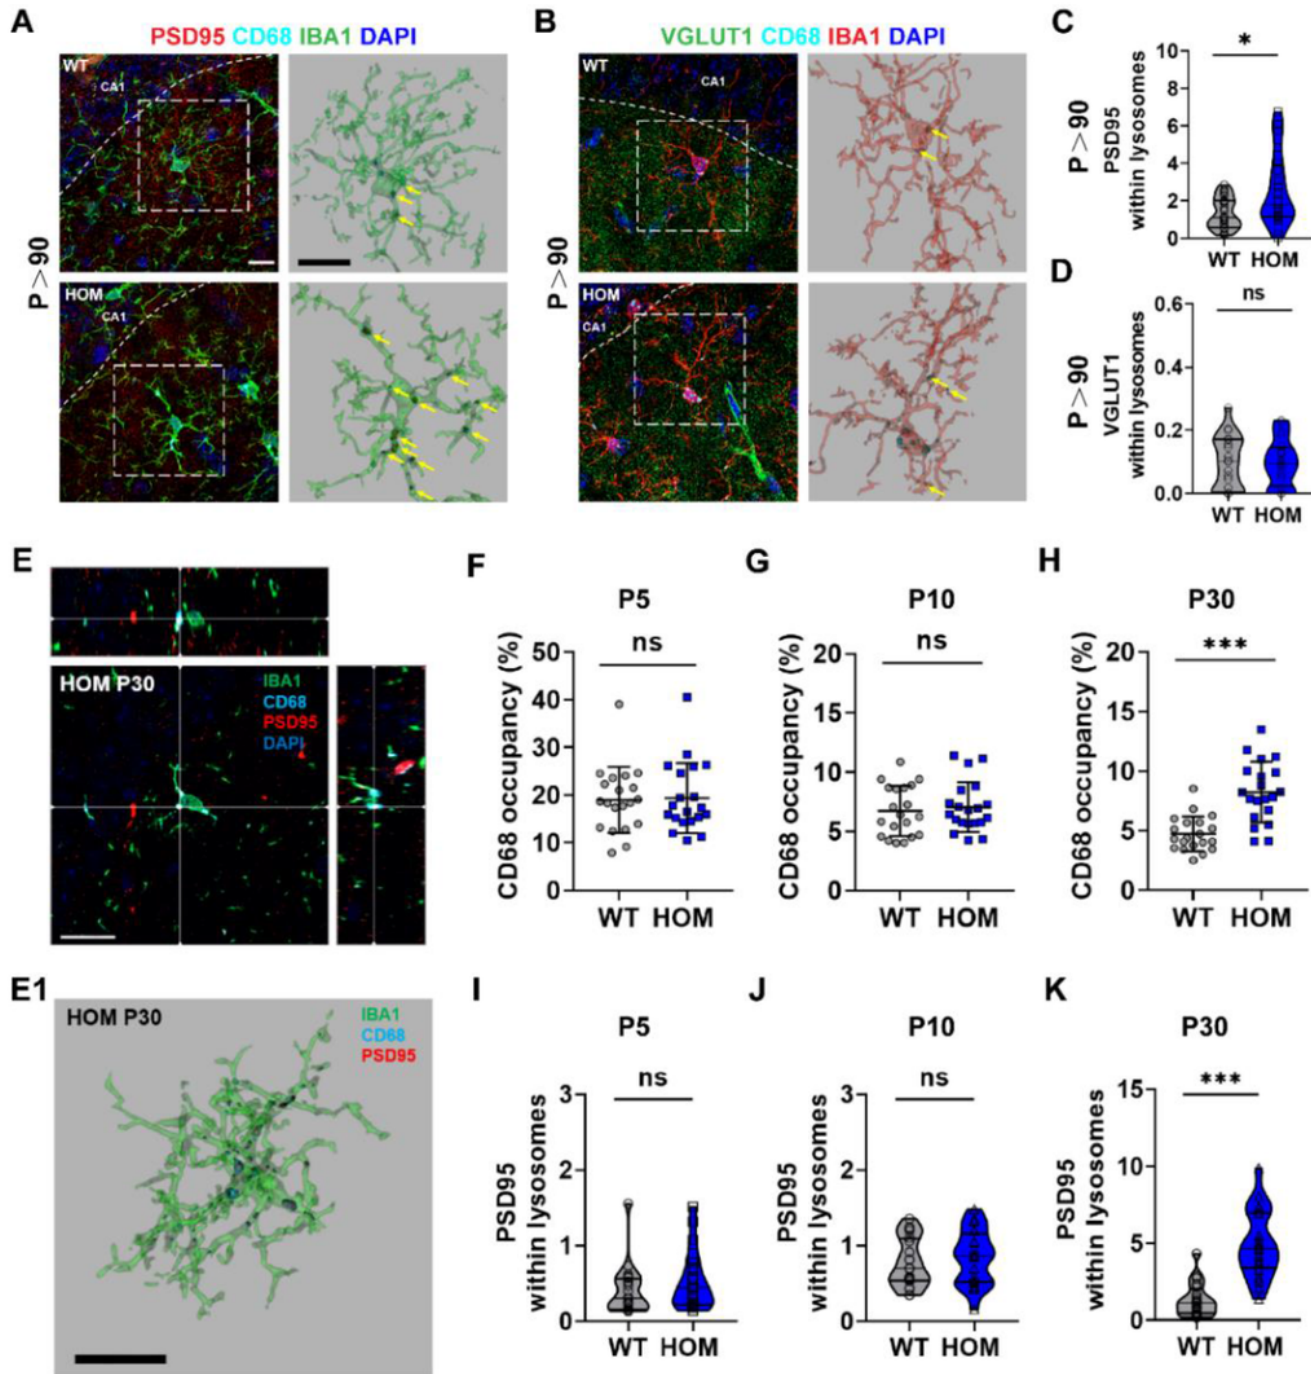 A
PSD95 CD68 IBA1 DAPI
P>90
WT
CA1
HOM
CA1
B
VGLUT1 CD68 IBA1 DAPI
P>90
WT
CA1
HOM
CA1
C
P>90
PSD95
within lysosomes
10
8
6
4
2
0
*
WT HOM
D
P>90
VGLUT1
within lysosomes
0.6
0.4
0.2
0.0
ns
WT HOM
E
HOM P30
IBA1
CD68
PSD95
DAPI
F
P5
ns
CD68 occupancy (%)
50
40
30
20
10
0
WT HOM
G
P10
ns
CD68 occupancy (%)
20
15
10
5
0
WT HOM
H
P30
***
CD68 occupancy (%)
20
15
10
5
0
WT HOM
E1
HOM P30
IBA1
CD68
PSD95
I
P5
ns
PSD95
within lysosomes
3
2
1
0
WT HOM
J
P10
ns
PSD95
within lysosomes
3
2
1
0
WT HOM
K
P30
***
PSD95
within lysosomes
15
10
5
0
WT HOM